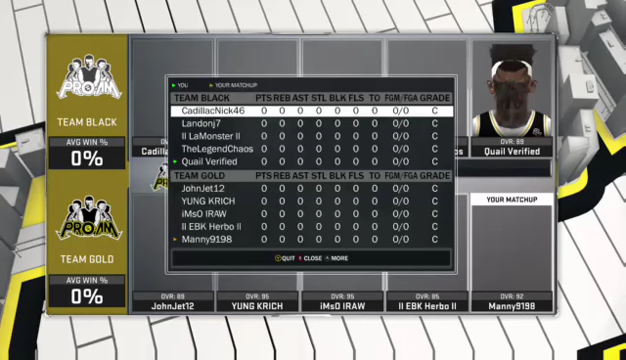 PRO AM
TEAM BLACK
AVG WIN %
0%
PRO AM
TEAM GOLD
AVG WIN %
0%
YOU YOUR MATCHUP
TEAM BLACK PTS REB AST STL BLK FLS TO FGM/FGA GRADE
CadillacNick46 0 0 0 0 0 0 0 0/0 C
Landonj7 0 0 0 0 0 0 0 0/0 C
II LaMonster II 0 0 0 0 0 0 0 0/0 C
TheLegendChaos 0 0 0 0 0 0 0 0/0 C
Quail Verified 0 0 0 0 0 0 0 0/0 C
TEAM GOLD PTS REB AST STL BLK FLS TO FGM/FGA GRADE
JohnJet12 0 0 0 0 0 0 0 0/0 C
YUNG KRICH 0 0 0 0 0 0 0 0/0 C
iMsO IRAW 0 0 0 0 0 0 0 0/0 C
II EBK Herbo II 0 0 0 0 0 0 0 0/0 C
Manny9198 0 0 0 0 0 0 0 0/0 C
QUIT CLOSE MORE
OVR: 89
Quail Verified
YOUR MATCHUP
OVR: 89
JohnJet12
OVR: 95
YUNG KRICH
OVR: 95
iMsO IRAW
OVR: 85
II EBK Herbo II
OVR: 92
Manny9198